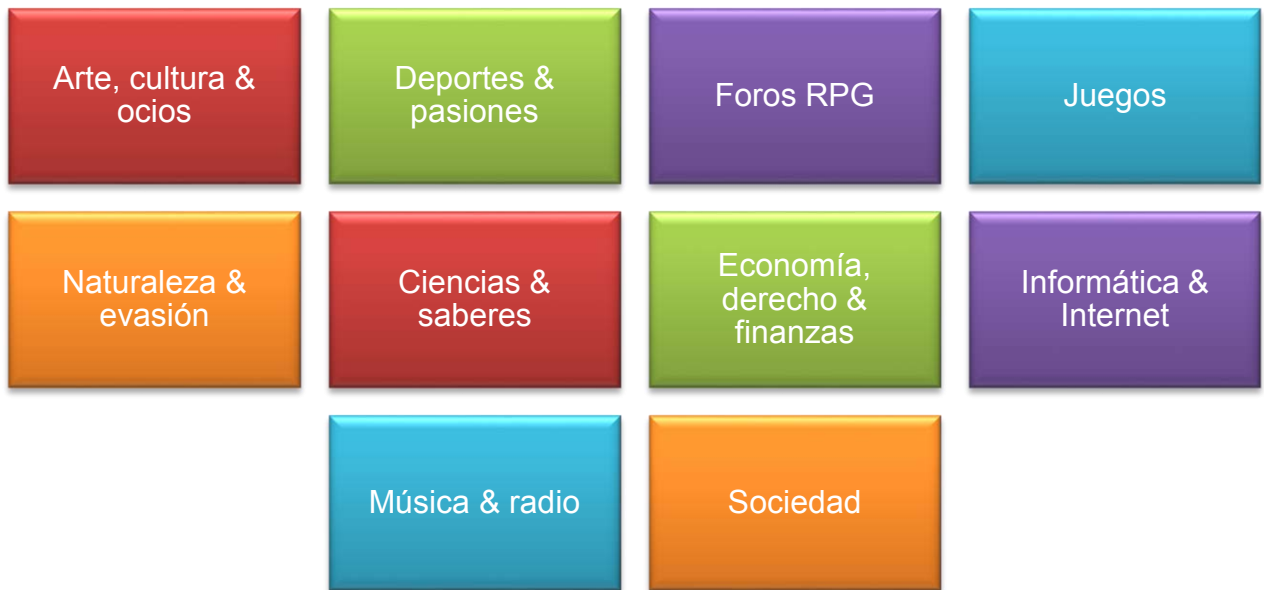 Arte, cultura &
ocios
Deportes &
pasiones
Foros RPG
Juegos
Naturaleza &
evasión
Ciencias &
saberes
Economía,
derecho &
finanzas
Informática &
Internet
Música & radio
Sociedad